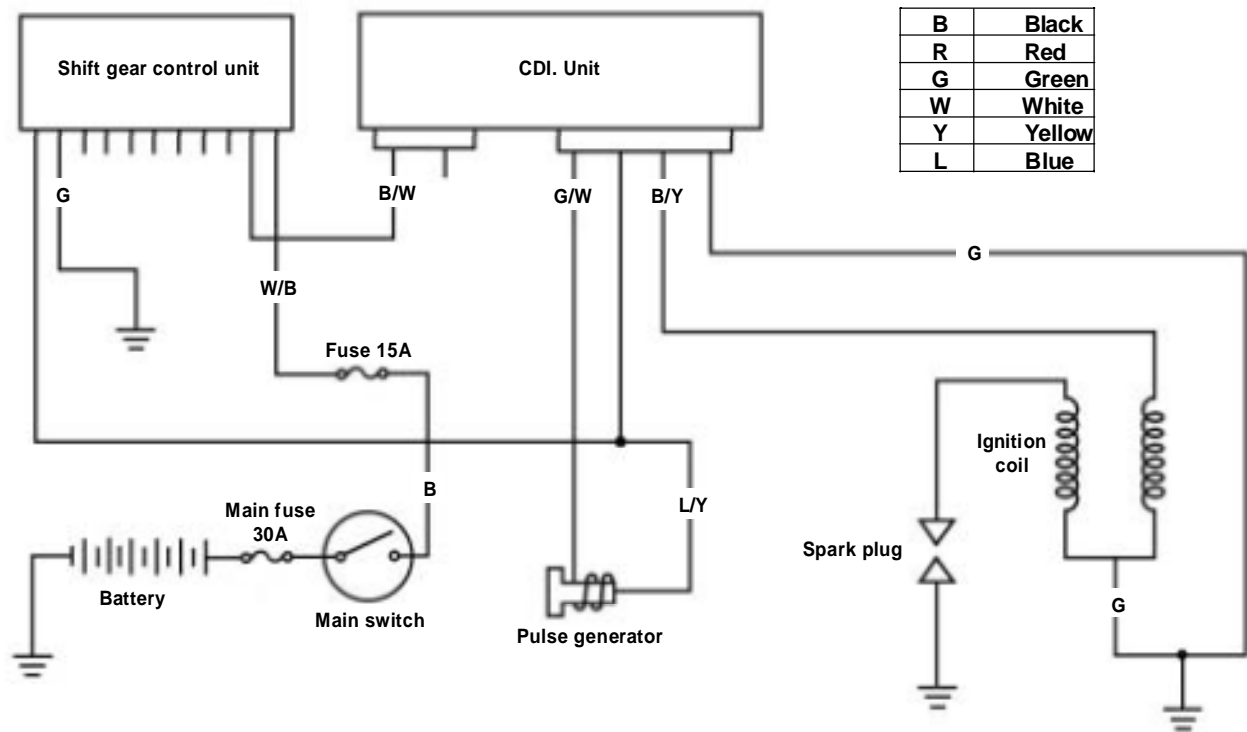 B Black
R Red
G Green
W White
Y Yellow
L Blue
Shift gear control unit
CDI. Unit
G
B/W
G/W
B/Y
G
W/B
Fuse 15A
Ignition
coil
B
L/Y
Main fuse
30A
Spark plug
Battery
Main switch
Pulse generator
G